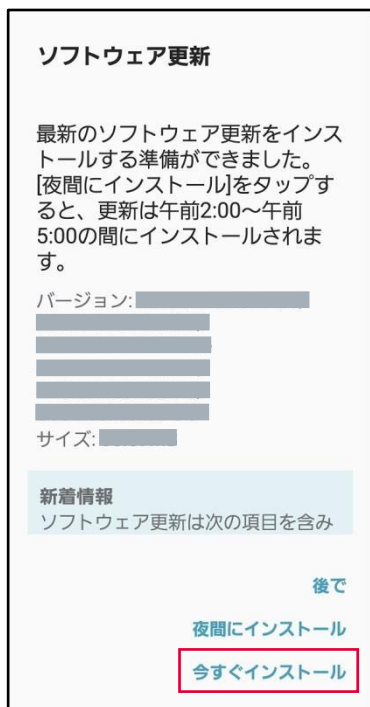 ソフトウェア更新
最新のソフトウェア更新をインス
トールする準備ができました。
[夜間にインストール]をタップす
ると、更新は午前2:00～午前
5:00の間にインストールされま
す。
バージョン:
サイズ:
新着情報
ソフトウェア更新は次の項目を含み
後で
夜間にインストール
今すぐインストール